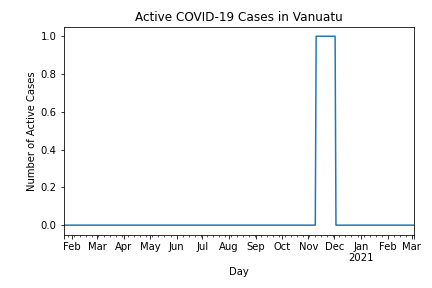 Active COVID-19 Cases in Vanuatu
Number of Active Cases
1.0
0.8
0.6
0.4
0.2
0.0
Feb Mar Apr May Jun Jul Aug Sep Oct Nov Dec Jan Feb Mar
2021
Day